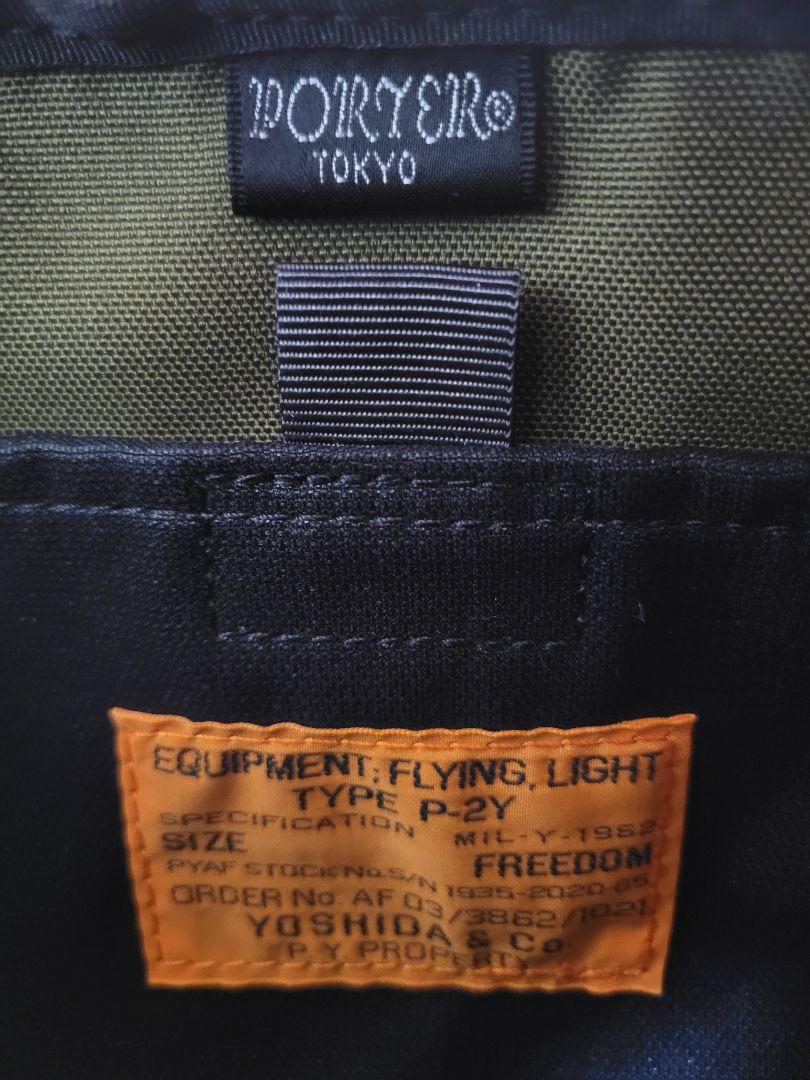 PORTER®
TOKYO
EQUIPMENT; FLYING, LIGHT
TYPE P-2Y
SPECIFICATION MIL-Y-1962
SIZE FREEDOM
PYAF STOCK No. S/N 1935-2020-85
ORDER No. AF 03/3862/1021
YOSHIDA & Co.
P. Y. PROPERTY